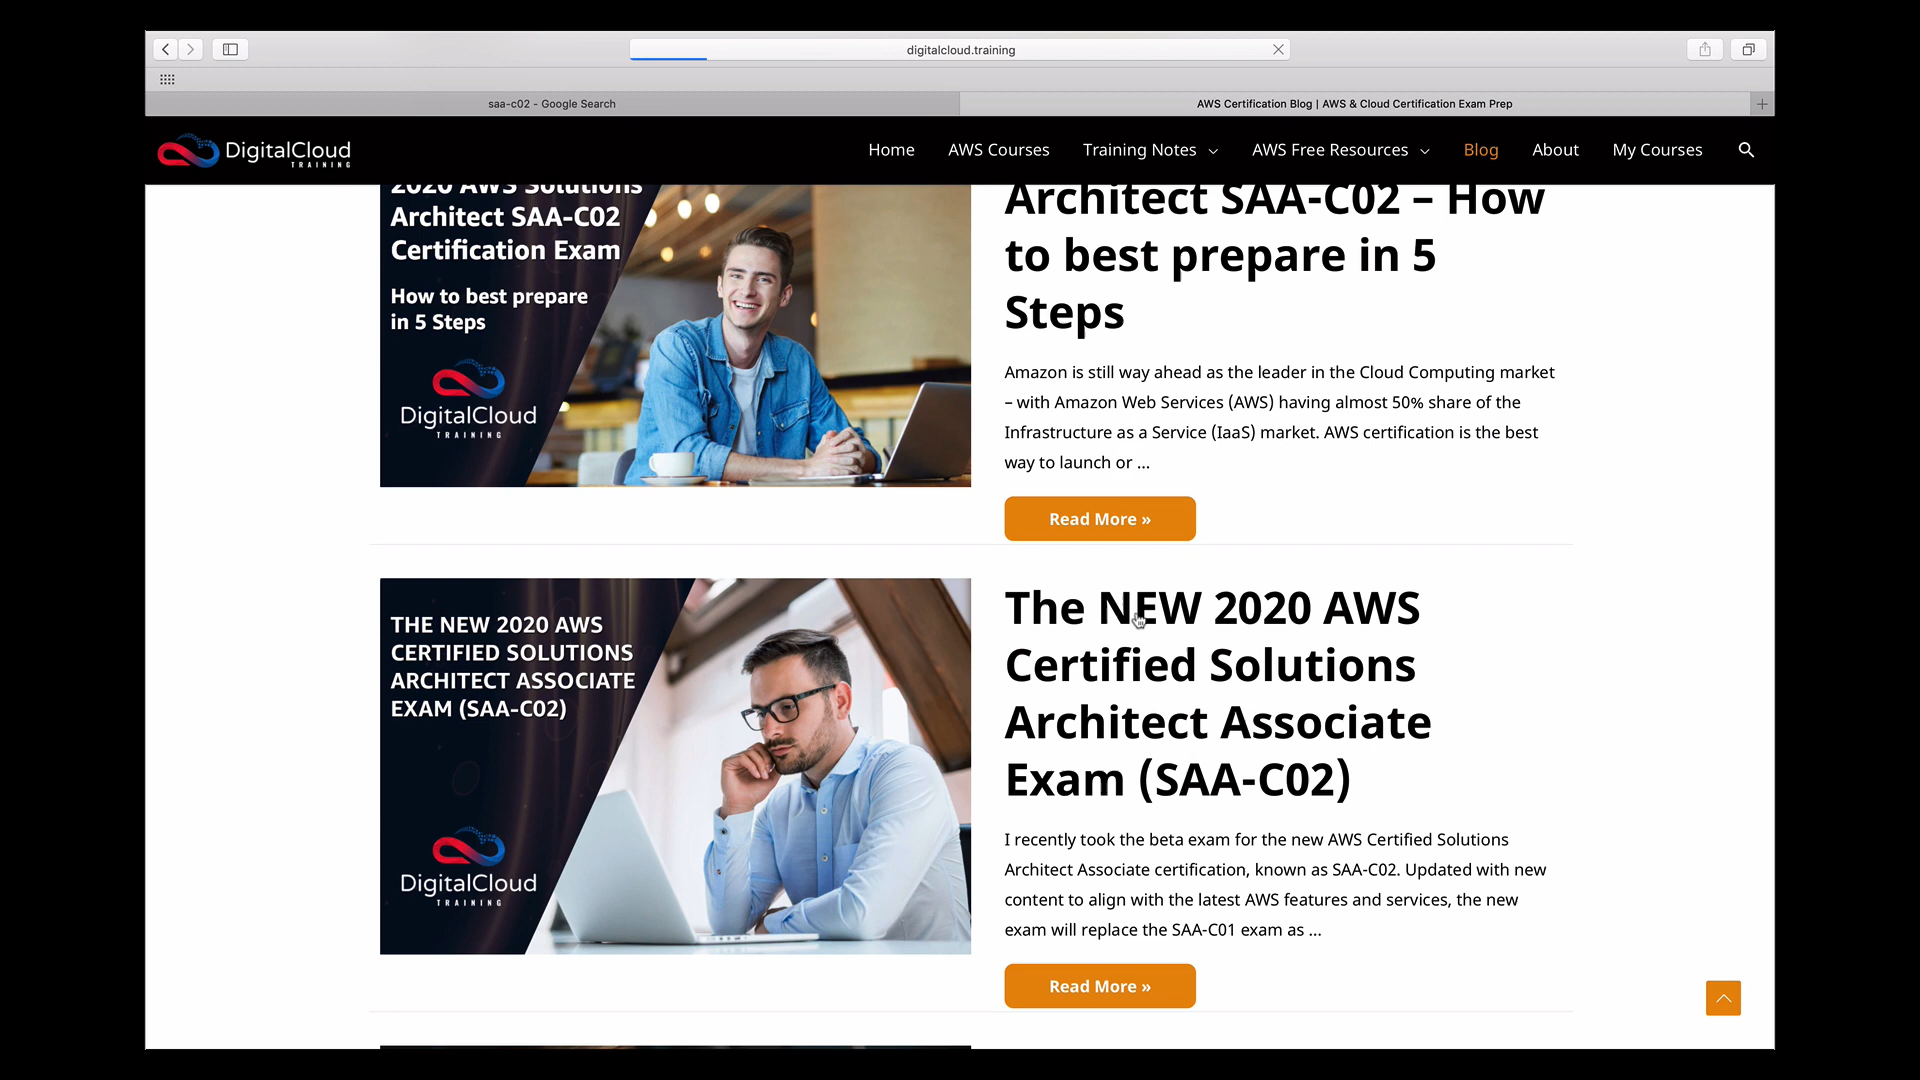 digitalcloud.training
saa-c02 - Google Search
AWS Certification Blog | AWS & Cloud Certification Exam Prep
DigitalCloud
TRAINING
Home
AWS Courses
Training Notes
AWS Free Resources
Blog
About
My Courses
2020 AWS Solutions
Architect SAA-C02
Certification Exam
How to best prepare
in 5 Steps
DigitalCloud
TRAINING
Architect SAA-C02 – How
to best prepare in 5
Steps
Amazon is still way ahead as the leader in the Cloud Computing market
– with Amazon Web Services (AWS) having almost 50% share of the
Infrastructure as a Service (IaaS) market. AWS certification is the best
way to launch or ...
Read More »
THE NEW 2020 AWS
CERTIFIED SOLUTIONS
ARCHITECT ASSOCIATE
EXAM (SAA-C02)
DigitalCloud
TRAINING
The NEW 2020 AWS
Certified Solutions
Architect Associate
Exam (SAA-C02)
I recently took the beta exam for the new AWS Certified Solutions
Architect Associate certification, known as SAA-C02. Updated with new
content to align with the latest AWS features and services, the new
exam will replace the SAA-C01 exam as ...
Read More »